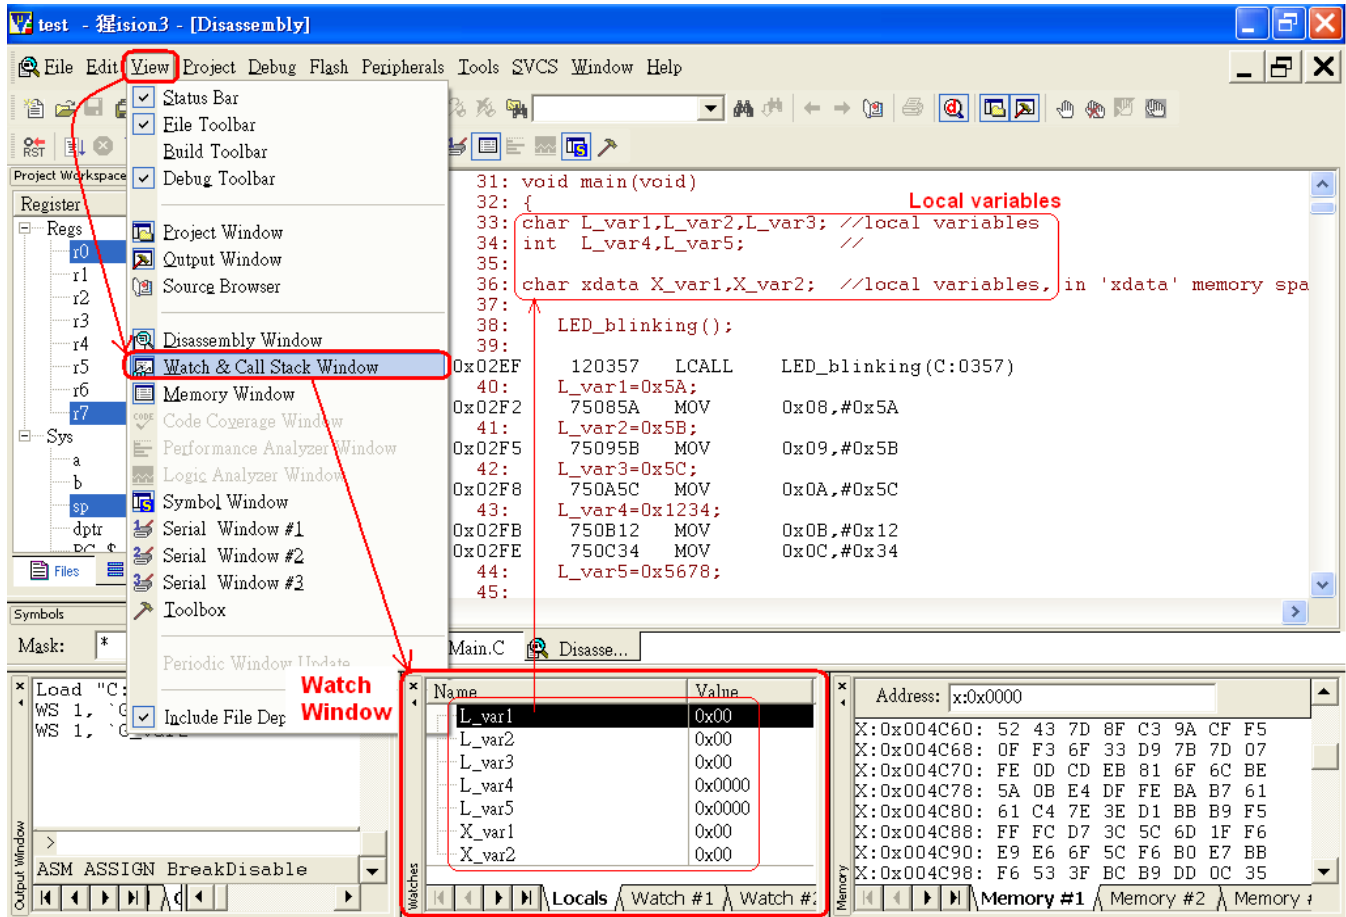 test - 猩ision3 - [Disassembly]
File Edit View Project Debug Flash Peripherals Tools SVCS Window Help
Status Bar
File Toolbar
Build Toolbar
Debug Toolbar
Project Window
Output Window
Source Browser
Disassembly Window
Watch & Call Stack Window
Memory Window
Code Coverage Window
Performance Analyzer Window
Logic Analyzer Window
Symbol Window
Serial Window #1
Serial Window #2
Serial Window #3
Toolbox
Periodic Window Update
Include File Dep
RST
Project Workspace
Register
Regs
r0
r1
r2
r3
r4
r5
r6
r7
Sys
a
b
sp
dptr
PC $
Files
Symbols
Mask: *
Local variables
31: void main(void)
32: {
33: char L_var1,L_var2,L_var3; //local variables
34: int L_var4,L_var5; //
35:
36: char xdata X_var1,X_var2; //local variables, in 'xdata' memory spa
37:
38: LED_blinking();
39:
0x02EF 120357 LCALL LED_blinking(C:0357)
40: L_var1=0x5A;
0x02F2 75085A MOV 0x08,#0x5A
41: L_var2=0x5B;
0x02F5 75095B MOV 0x09,#0x5B
42: L_var3=0x5C;
0x02F8 750A5C MOV 0x0A,#0x5C
43: L_var4=0x1234;
0x02FB 750B12 MOV 0x0B,#0x12
0x02FE 750C34 MOV 0x0C,#0x34
44: L_var5=0x5678;
45:
Main.C Disasse...
Load "C:
WS 1, `G
WS 1,
>
ASM ASSIGN BreakDisable
Output Window
Watch
Window
Name Value
L_var1 0x00
L_var2 0x00
L_var3 0x00
L_var4 0x0000
L_var5 0x0000
X_var1 0x00
X_var2 0x00
Watches
Locals Watch #1 Watch #2
Address: x:0x0000
X:0x004C60: 52 43 7D 8F C3 9A CF F5
X:0x004C68: 0F F3 6F 33 D9 7B 7D 07
X:0x004C70: FE 0D CD EB 81 6F 6C BE
X:0x004C78: 5A 0B E4 DF FE BA B7 61
X:0x004C80: 61 C4 7E 3E D1 BB B9 F5
X:0x004C88: FF FC D7 3C 5C 6D 1F F6
X:0x004C90: E9 E6 6F 5C F6 B0 E7 BB
X:0x004C98: F6 53 3F BC B9 DD 0C 35
Memory
Memory #1 Memory #2 Memory